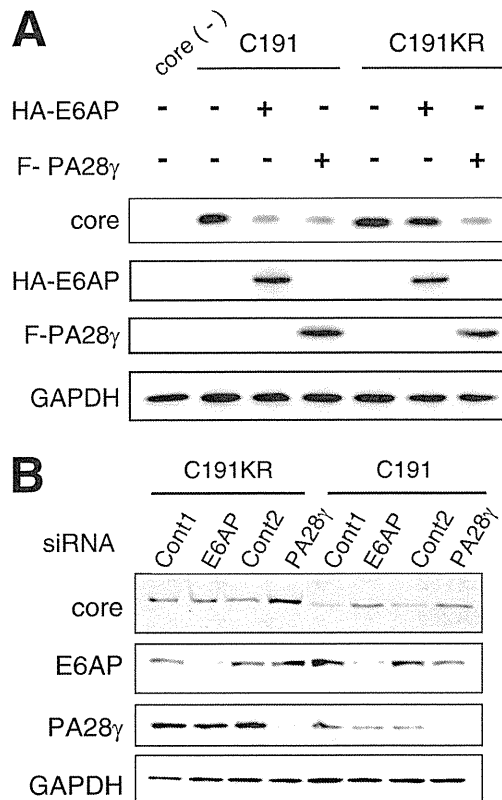 A
core (-) C191 C191KR
HA-E6AP - - + - - + -
F- PA28γ - - - + - - +
core
HA-E6AP
F-PA28γ
GAPDH
B
C191KR C191
siRNA Cont1 E6AP Cont2 PA28γ Cont1 E6AP Cont2 PA28γ
core
E6AP
PA28γ
GAPDH